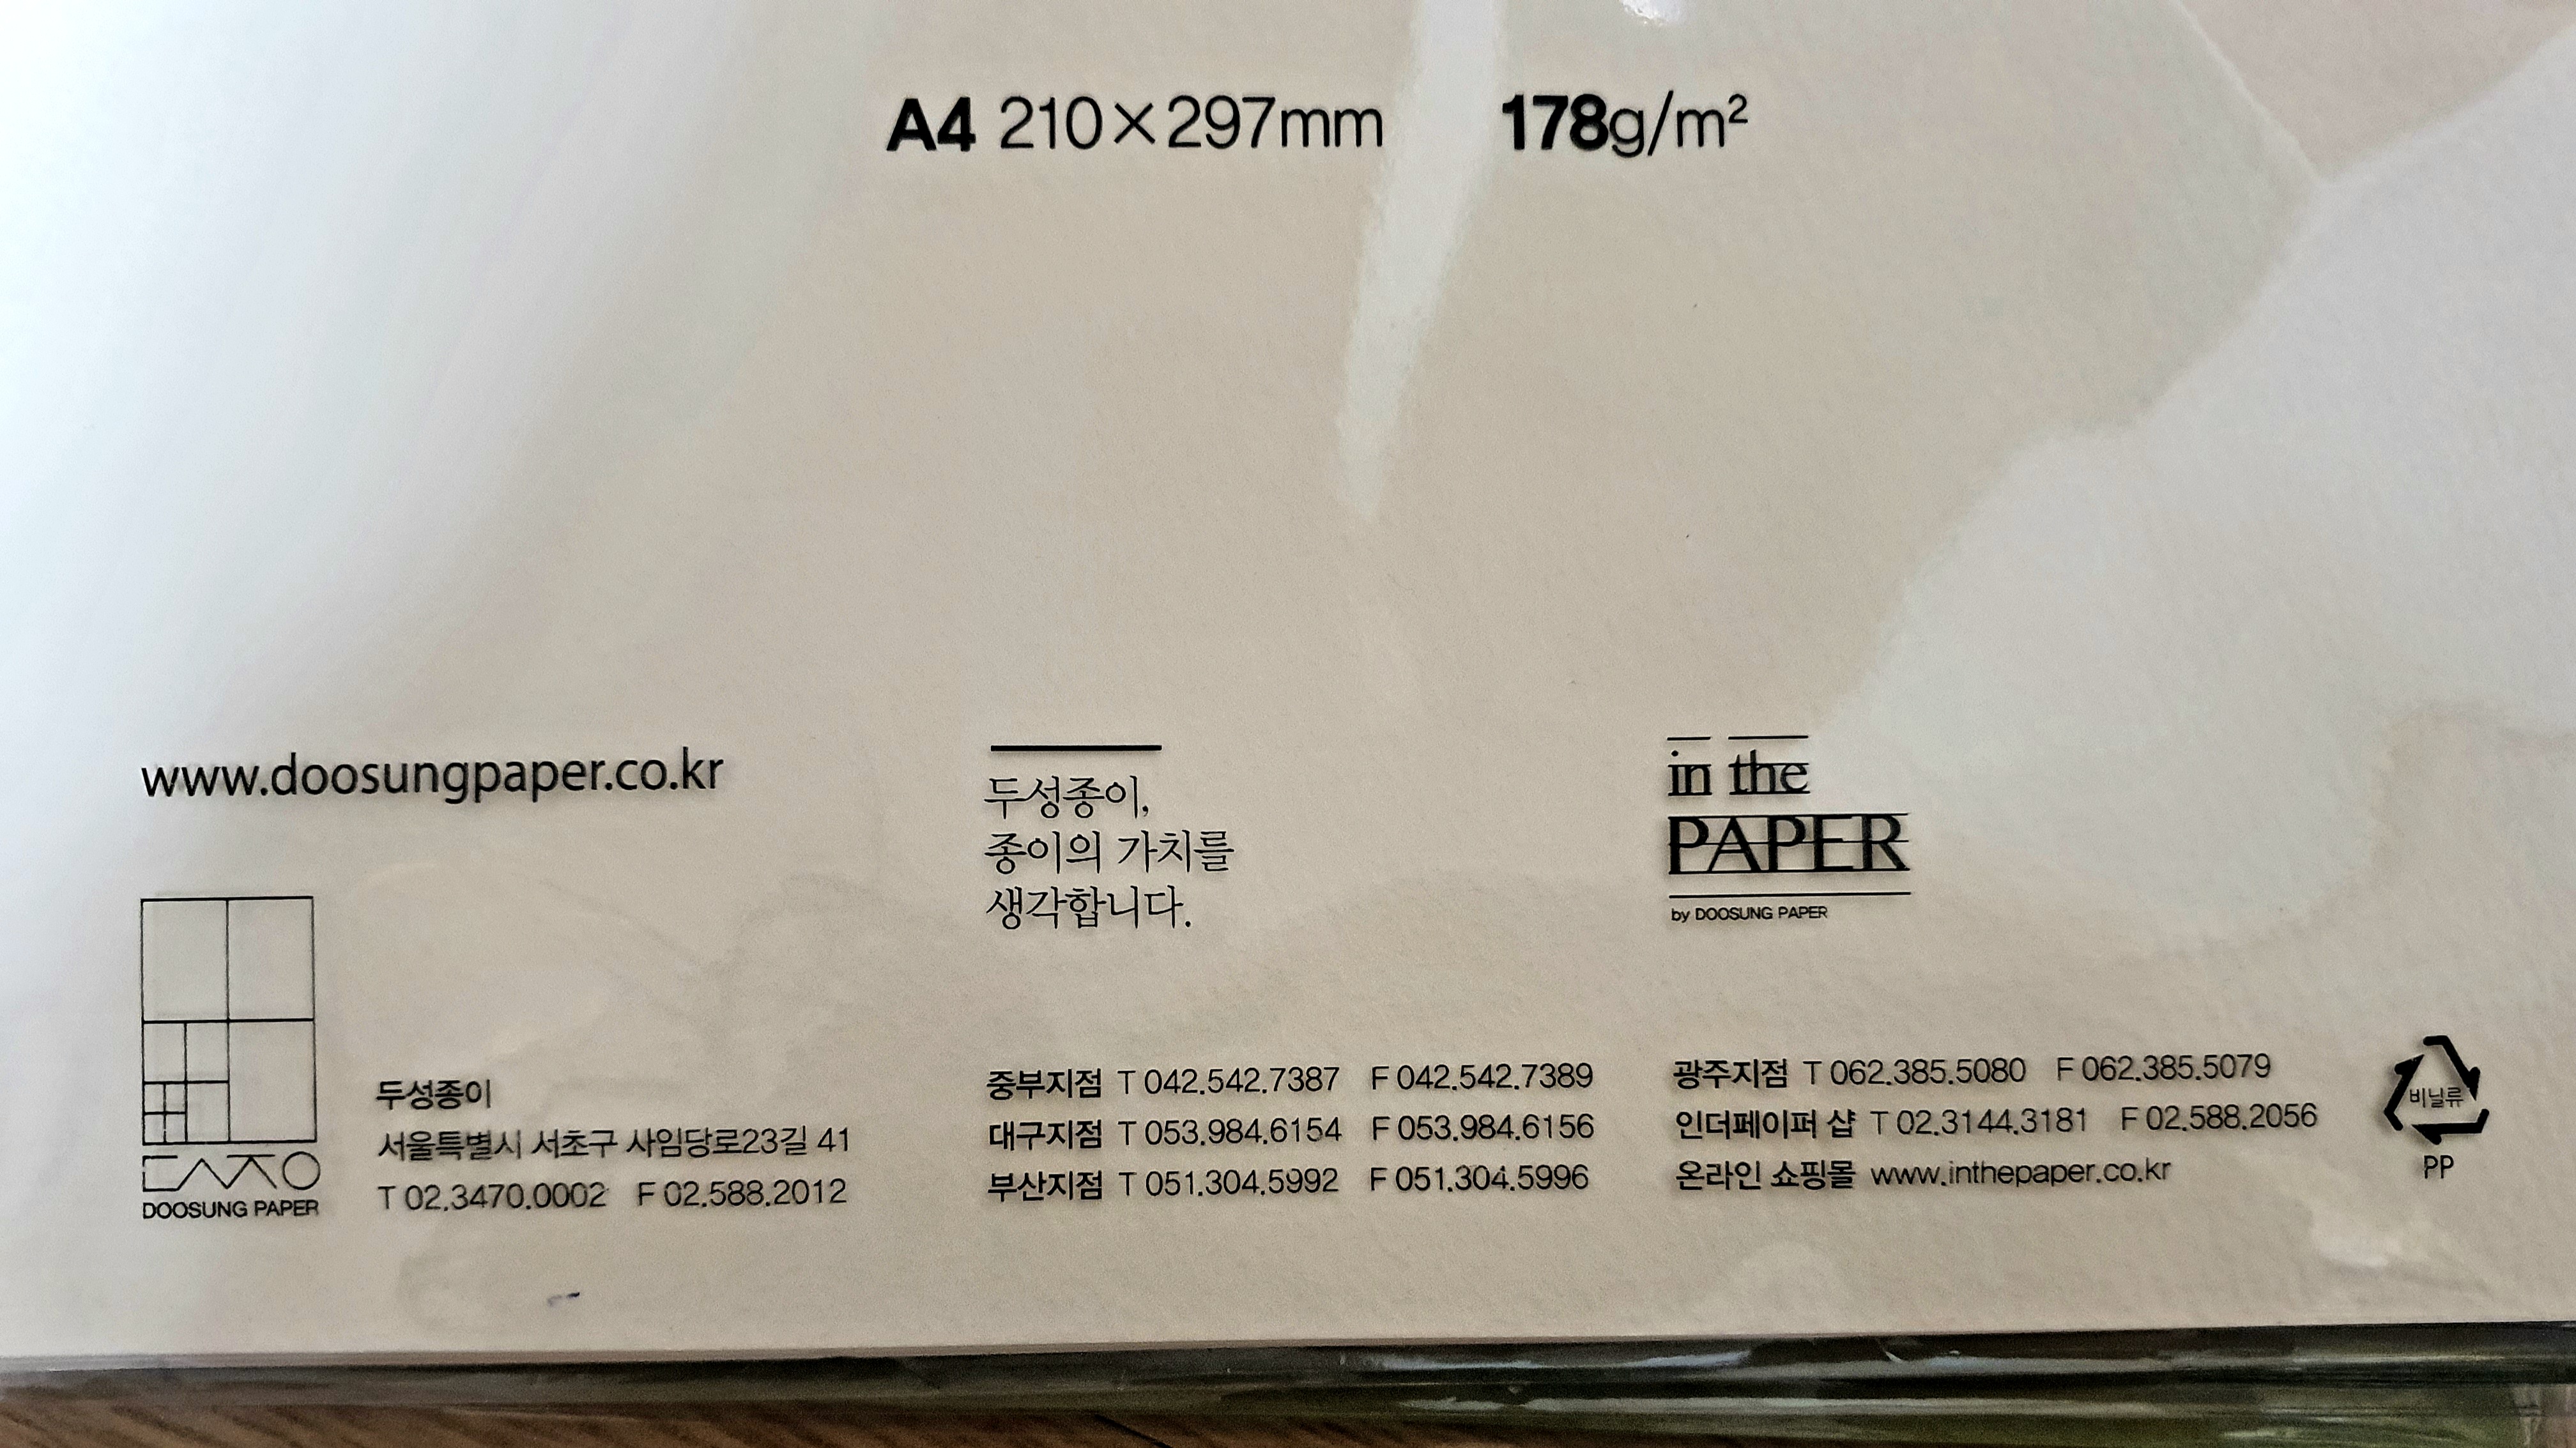 A4 210×297mm 178g/m²
www.doosungpaper.co.kr
두성종이,
종이의 가치를
생각합니다.
in the
PAPER
by DOOSUNG PAPER
DOOSUNG PAPER
두성종이
서울특별시 서초구 사임당로23길 41
T 02.3470.0002 F 02.588.2012
중부지점 T 042.542.7387 F 042.542.7389
대구지점 T 053.984.6154 F 053.984.6156
부산지점 T 051.304.5992 F 051.304.5996
광주지점 T 062.385.5080 F 062.385.5079
인더페이퍼 샵 T 02.3144.3181 F 02.588.2056
온라인 쇼핑몰 www.inthepaper.co.kr
비닐류
PP